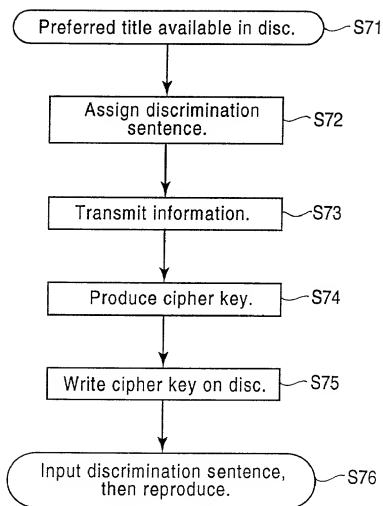 Preferred title available in disc. S71
Assign discrimination
sentence. S72
Transmit information. S73
Produce cipher key. S74
Write cipher key on disc. S75
Input discrimination sentence,
then reproduce. S76